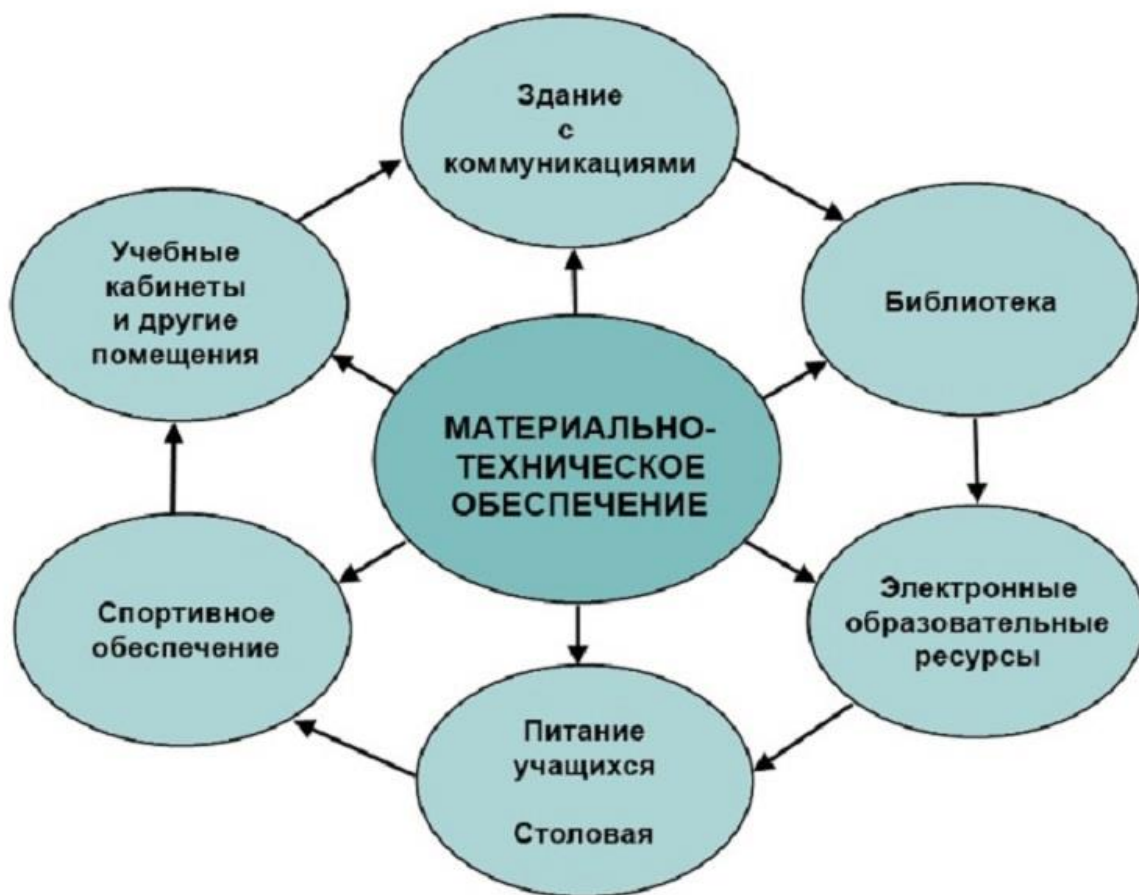 Здание
с
коммуникациями
Библиотека
Электронные
образовательные
ресурсы
Питание
учащихся
Столовая
Спортивное
обеспечение
Учебные
кабинеты
и другие
помещения
МАТЕРИАЛЬНО-
ТЕХНИЧЕСКОЕ
ОБЕСПЕЧЕНИЕ